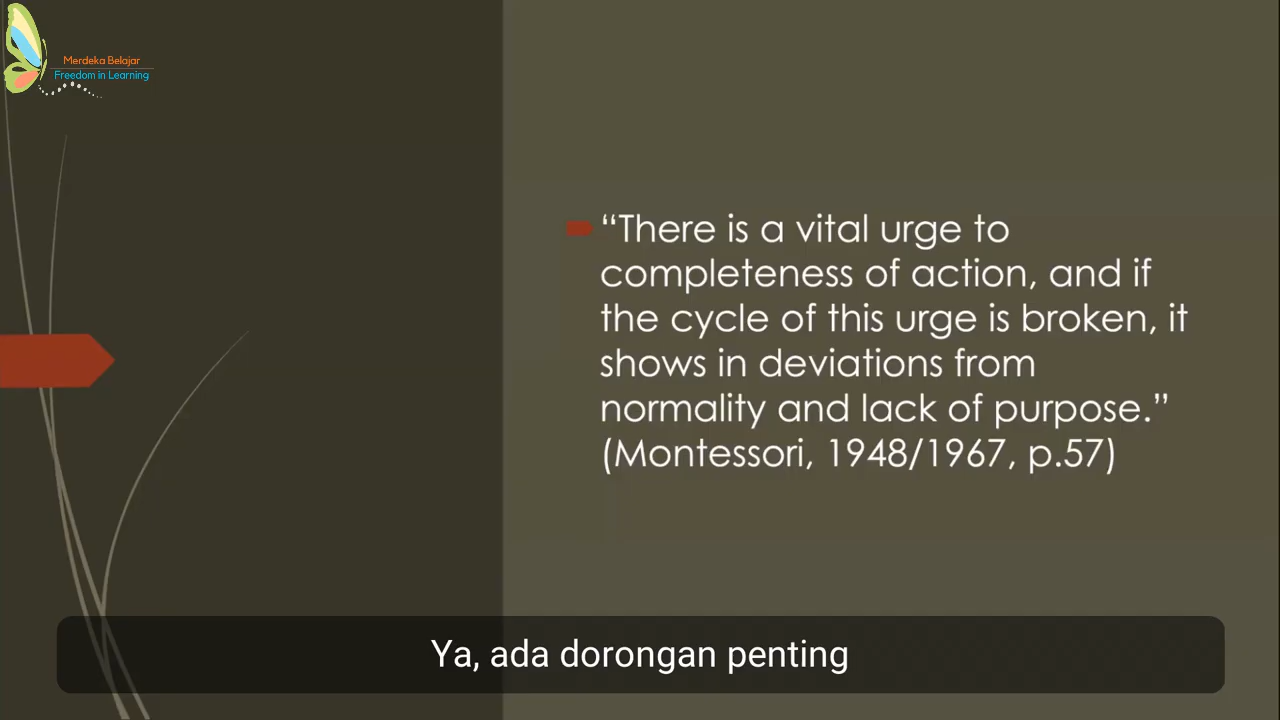 Merdeka Belajar
Freedom in Learning
“There is a vital urge to
completeness of action, and if
the cycle of this urge is broken, it
shows in deviations from
normality and lack of purpose.”
(Montessori, 1948/1967, p.57)
Ya, ada dorongan penting